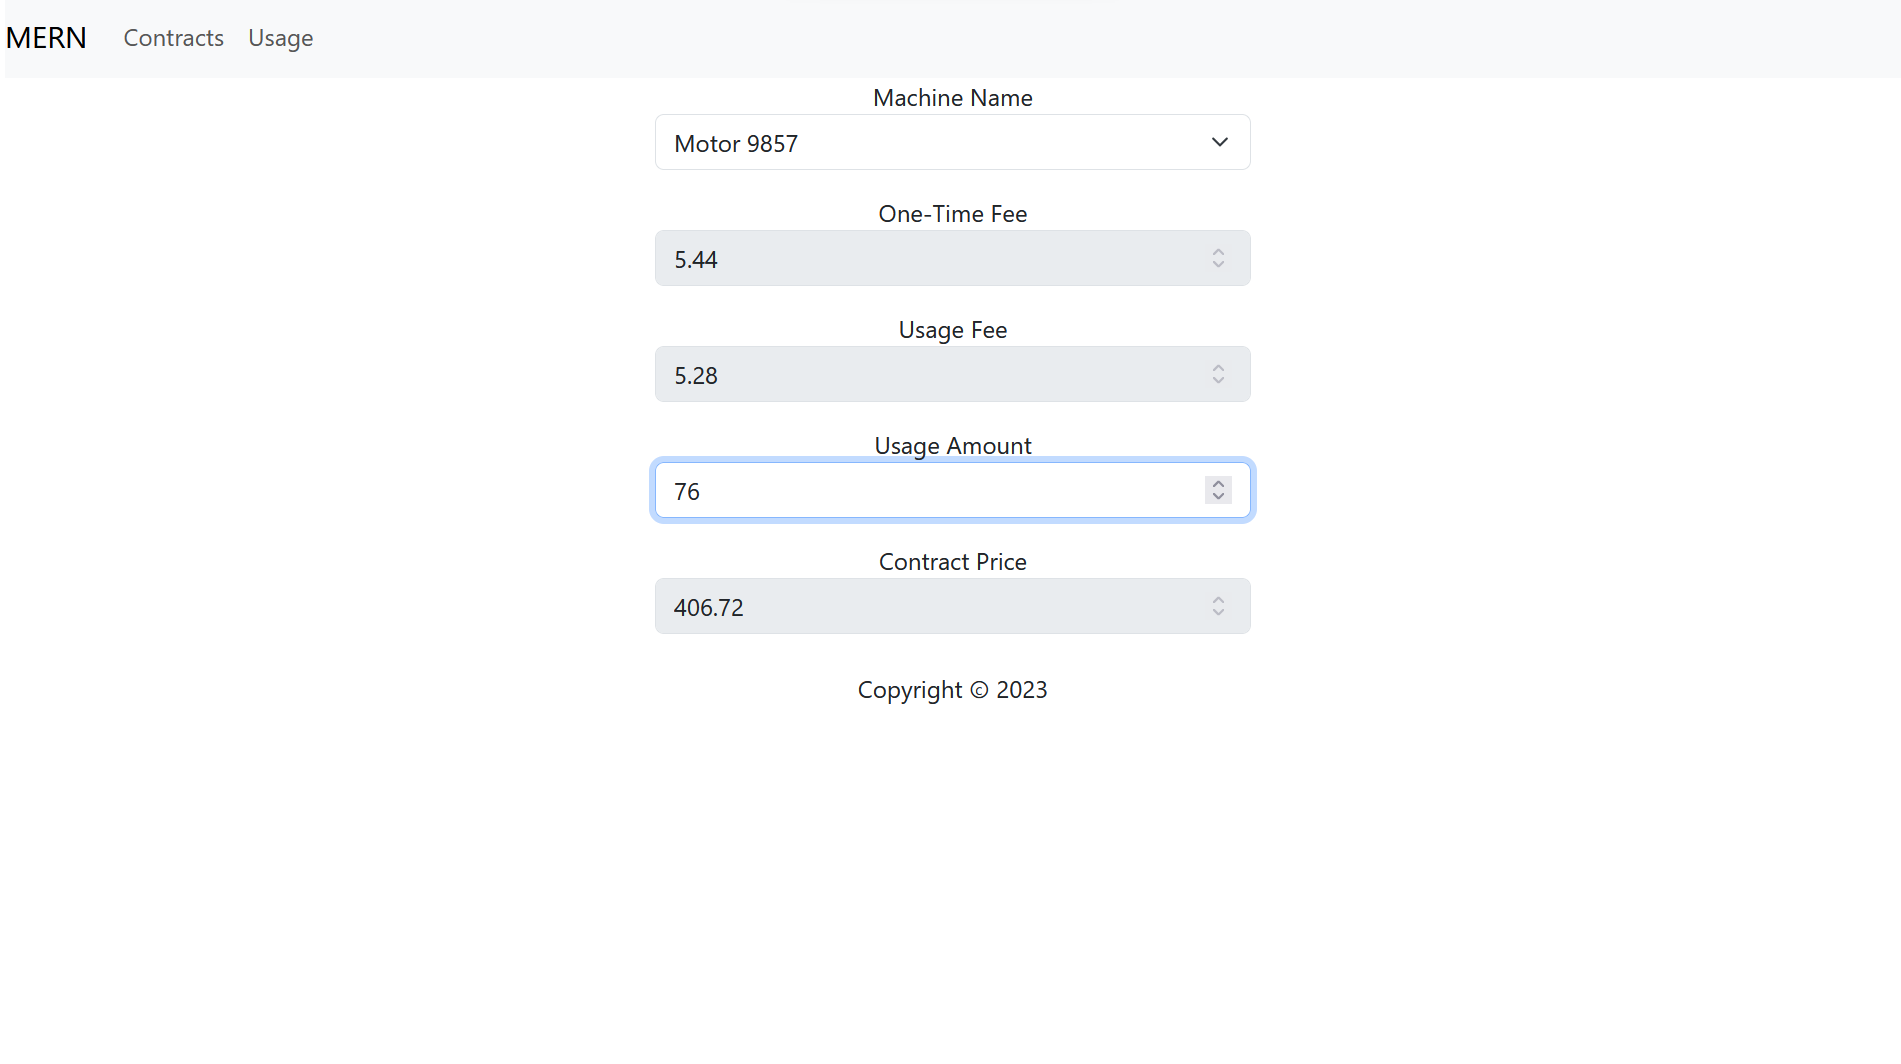 MERN Contracts Usage
Machine Name
Motor 9857
One-Time Fee
5.44
Usage Fee
5.28
Usage Amount
76
Contract Price
406.72
Copyright © 2023